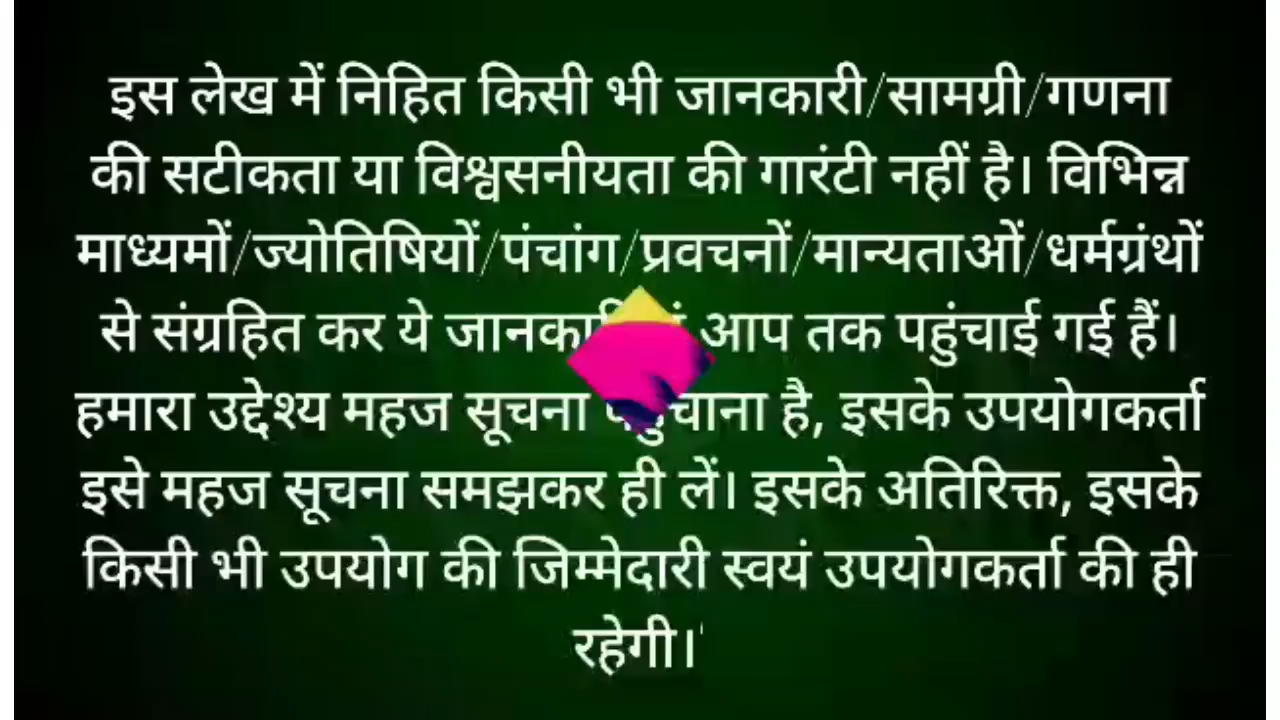 इस लेख में निहित किसी भी जानकारी/सामग्री/गणना
की सटीकता या विश्वसनीयता की गारंटी नहीं है। विभिन्न
माध्यमों/ज्योतिषियों/पंचांग/प्रवचनों/मान्यताओं/धर्मग्रंथों
से संग्रहित कर ये आप तक पहुंचाई गई हैं।
हमारा उद्देश्य महज सूचना है, इसके उपयोगकर्ता
इसे महज सूचना समझकर ही लें। इसके अतिरिक्त, इसके
किसी भी उपयोग की जिम्मेदारी स्वयं उपयोगकर्ता की ही
रहेगी।'